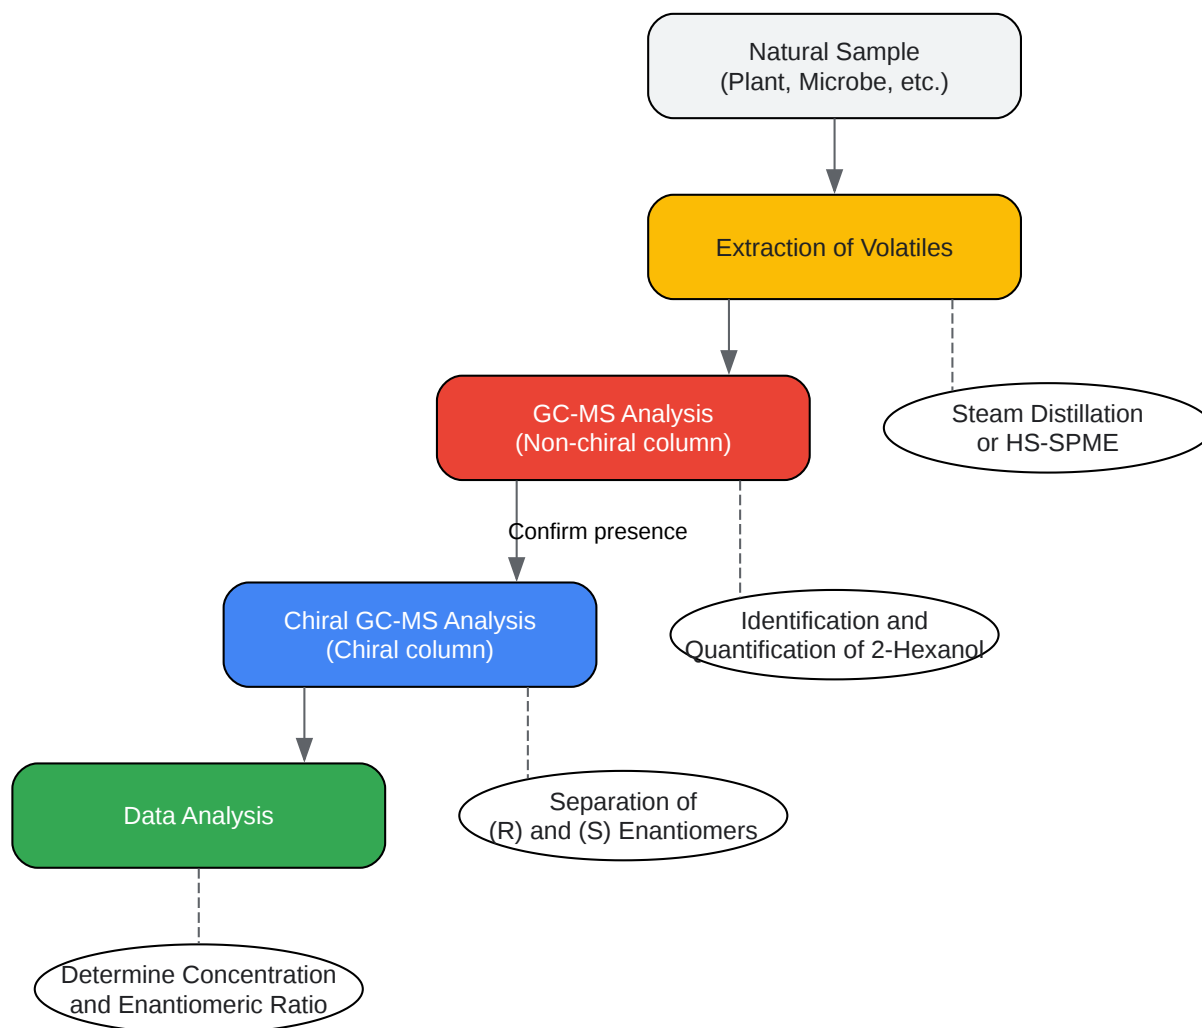 Natural Sample
(Plant, Microbe, etc.)
Extraction of Volatiles
GC-MS Analysis
(Non-chiral column)
Steam Distillation
or HS-SPME
Confirm presence
Chiral GC-MS Analysis
(Chiral column)
Identification and
Quantification of 2-Hexanol
Data Analysis
Separation of
(R) and (S) Enantiomers
Determine Concentration
and Enantiomeric Ratio